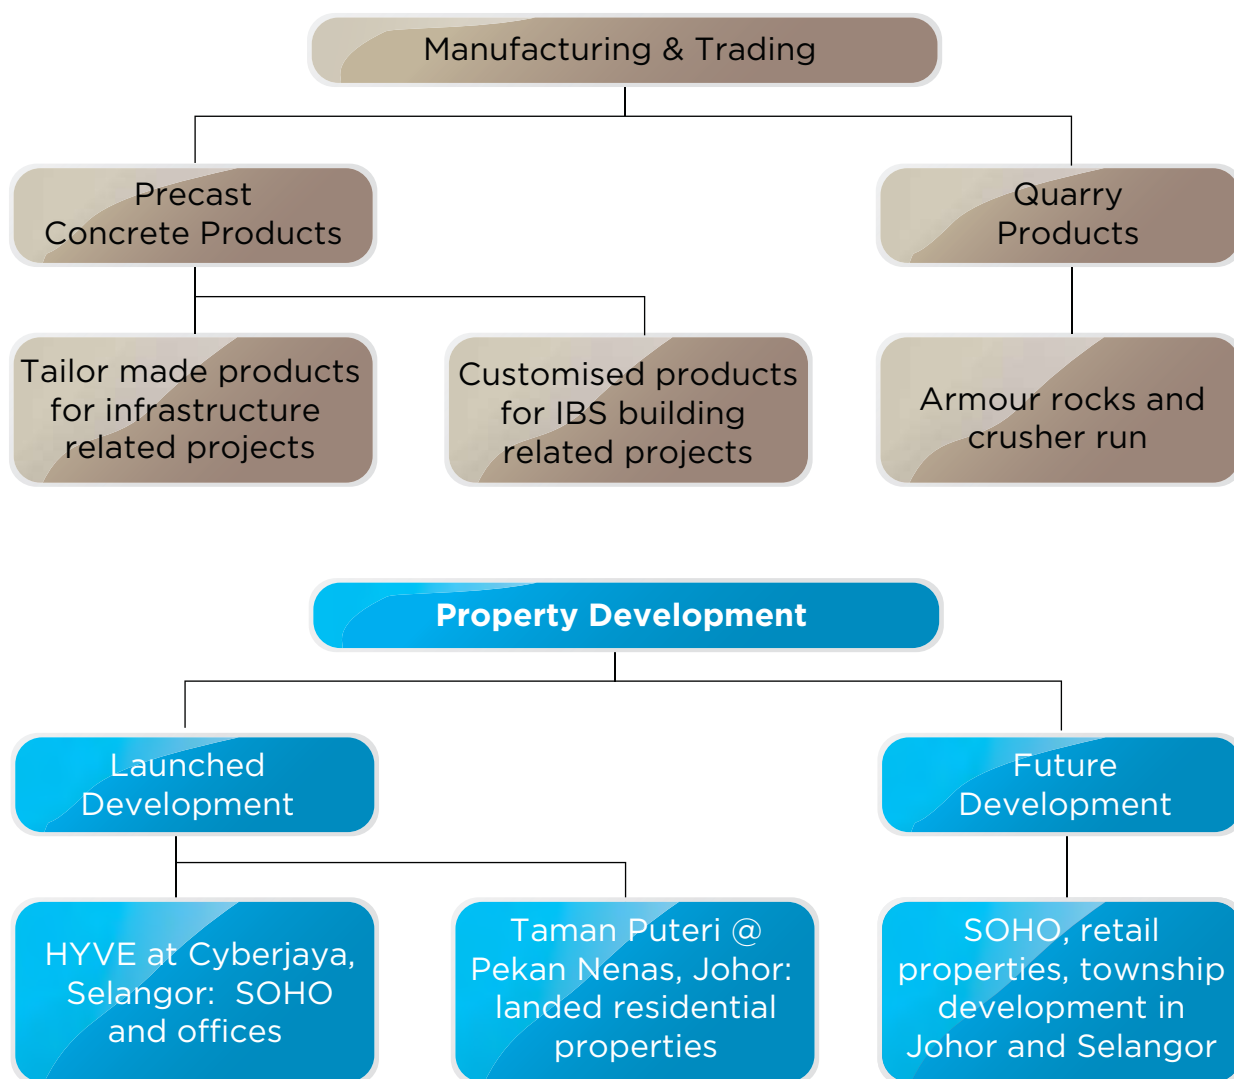 Manufacturing & Trading
Precast
Concrete Products
Quarry
Products
Tailor made products
for infrastructure
related projects
Customised products
for IBS building
related projects
Armour rocks and
crusher run
Property Development
Launched
Development
Future
Development
HYVE at Cyberjaya,
Selangor:  SOHO
and offices
Taman Puteri @
Pekan Nenas, Johor:
landed residential
properties
SOHO, retail
properties, township
development in
Johor and Selangor